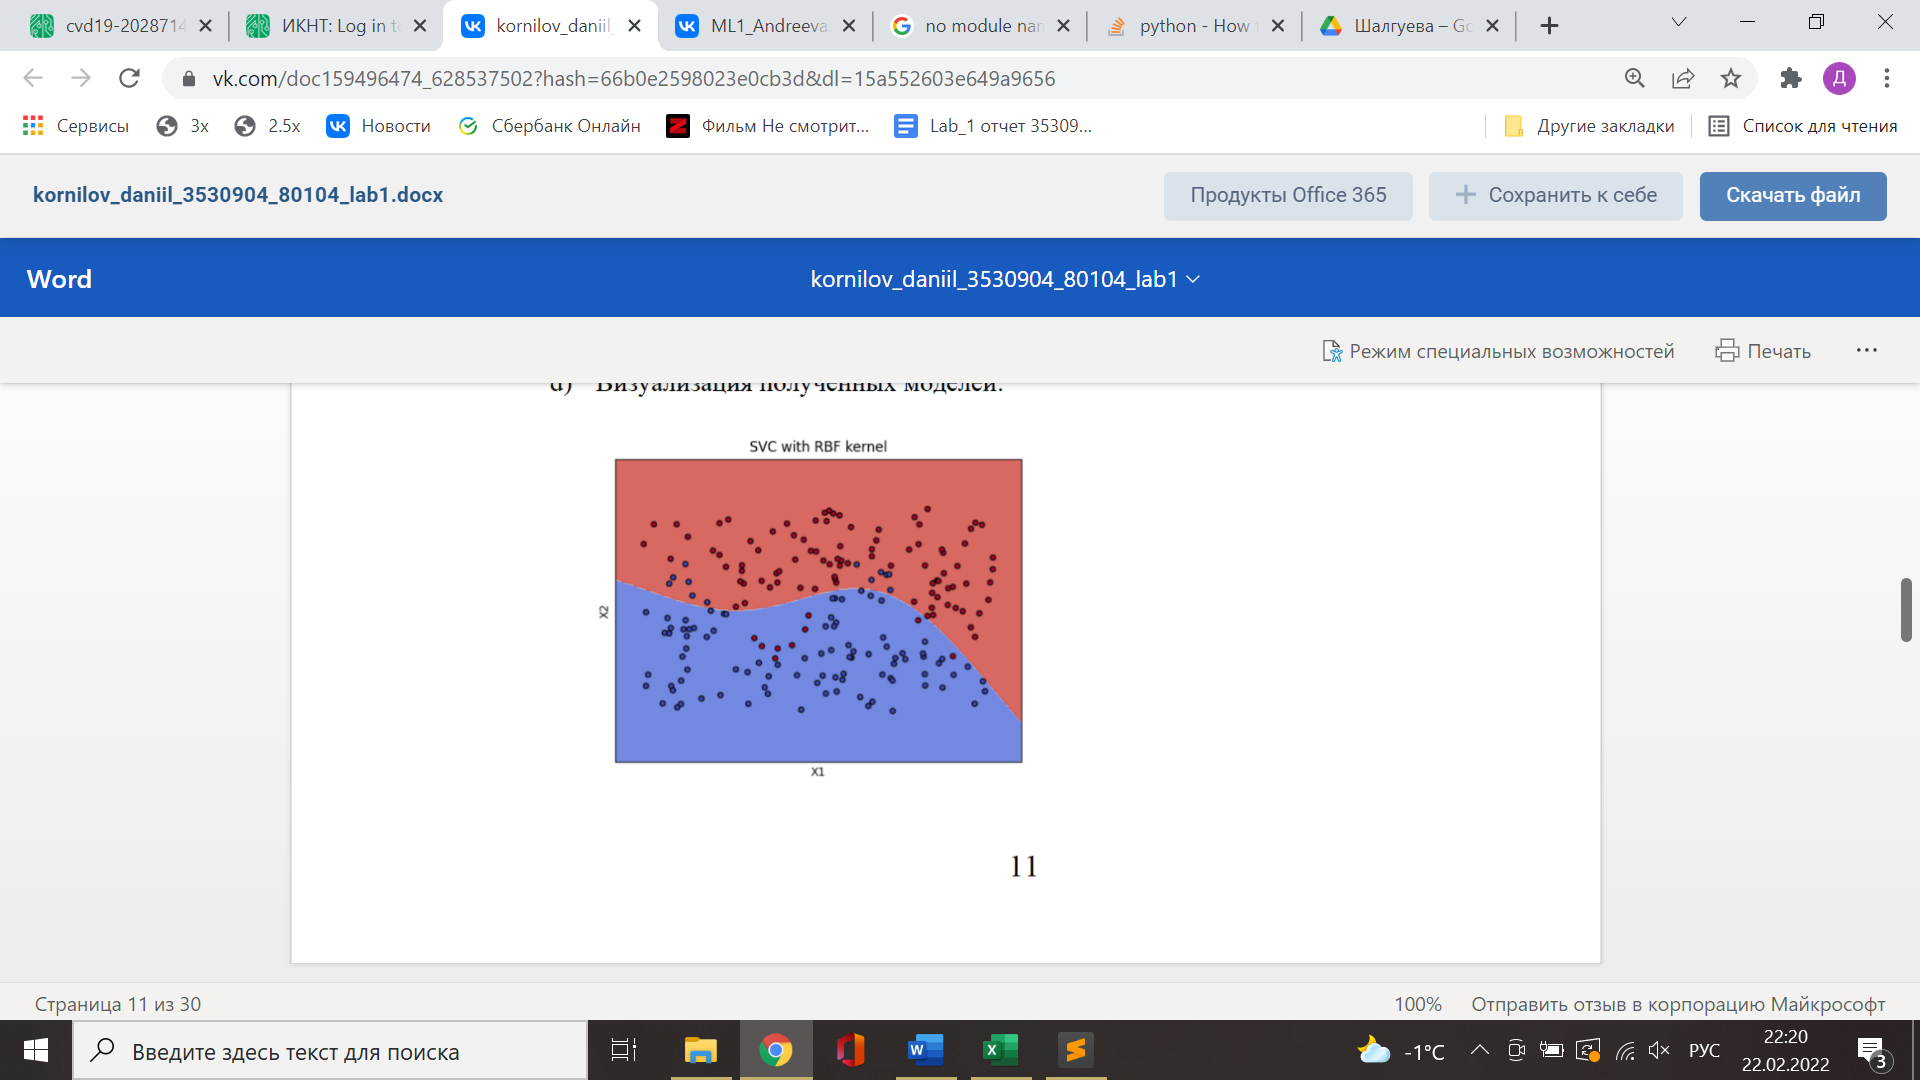 cvd19-2028714
ИКНТ: Log in to
kornilov_daniil_
ML1_Andreeva
no module nam
python - How t
Шалгуева – Go
vk.com/doc159496474_628537502?hash=66b0e2598023e0cb3d&dl=15a552603e649a9656
Д
Сервисы
3x
2.5x
Новости
Сбербанк Онлайн
Фильм Не смотрит...
Lab_1 отчет 35309...
Другие закладки
Список для чтения
kornilov_daniil_3530904_80104_lab1.docx
Продукты Office 365
Сохранить к себе
Скачать файл
Word
kornilov_daniil_3530904_80104_lab1
Режим специальных возможностей
Печать
d) Визуализация полученных моделей.
SVC with RBF kernel
X2
X1
11
Страница 11 из 30
100%
Отправить отзыв в корпорацию Майкрософт
Введите здесь текст для поиска
-1°C
РУС
22:20
22.02.2022
3